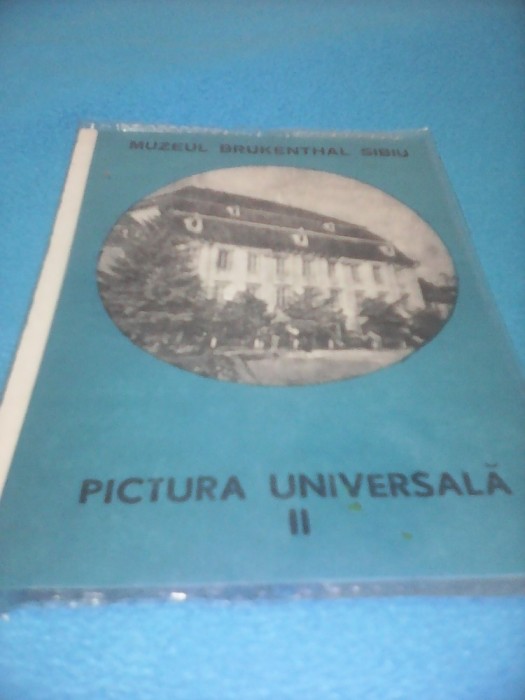 MUZEUL BRUKENTHAL SIBIU
PICTURA UNIVERSALĂ
II